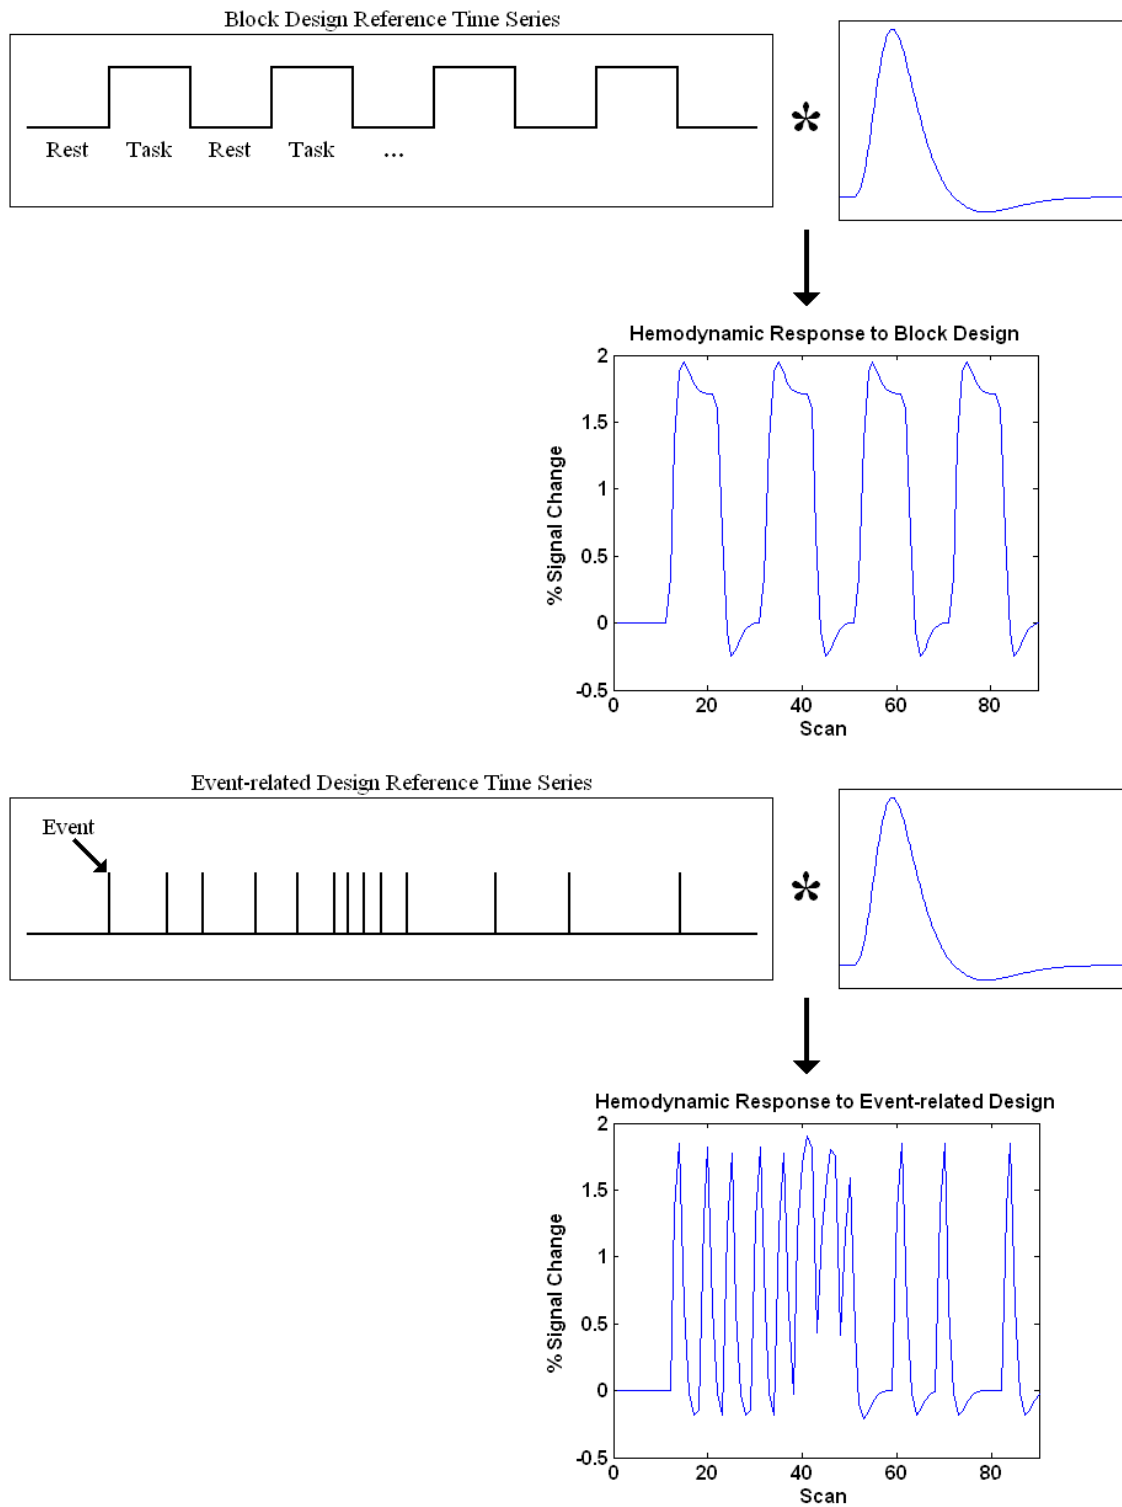 Block Design Reference Time Series
Rest Task Rest Task ...
*
Hemodynamic Response to Block Design
2
1.5
1
0.5
0
-0.5
% Signal Change
0 20 40 60 80
Scan
Event-related Design Reference Time Series
Event
*
Hemodynamic Response to Event-related Design
2
1.5
1
0.5
0
-0.5
% Signal Change
0 20 40 60 80
Scan